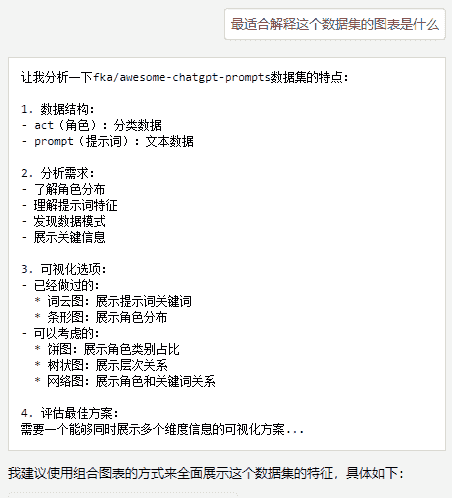 最适合解释这个数据集的图表是什么
让我分析一下fka/awesome-chatgpt-prompts数据集的特点：
1. 数据结构：
- act（角色）：分类数据
- prompt（提示词）：文本数据
2. 分析需求：
- 了解角色分布
- 理解提示词特征
- 发现数据模式
- 展示关键信息
3. 可视化选项：
- 已经做过的：
* 词云图：展示提示词关键词
* 条形图：展示角色分布
- 可以考虑的：
* 饼图：展示角色类别占比
* 树状图：展示层次关系
* 网络图：展示角色和关键词关系
4. 评估最佳方案：
需要一个能够同时展示多个维度信息的可视化方案...
我建议使用组合图表的方式来全面展示这个数据集的特征，具体如下：